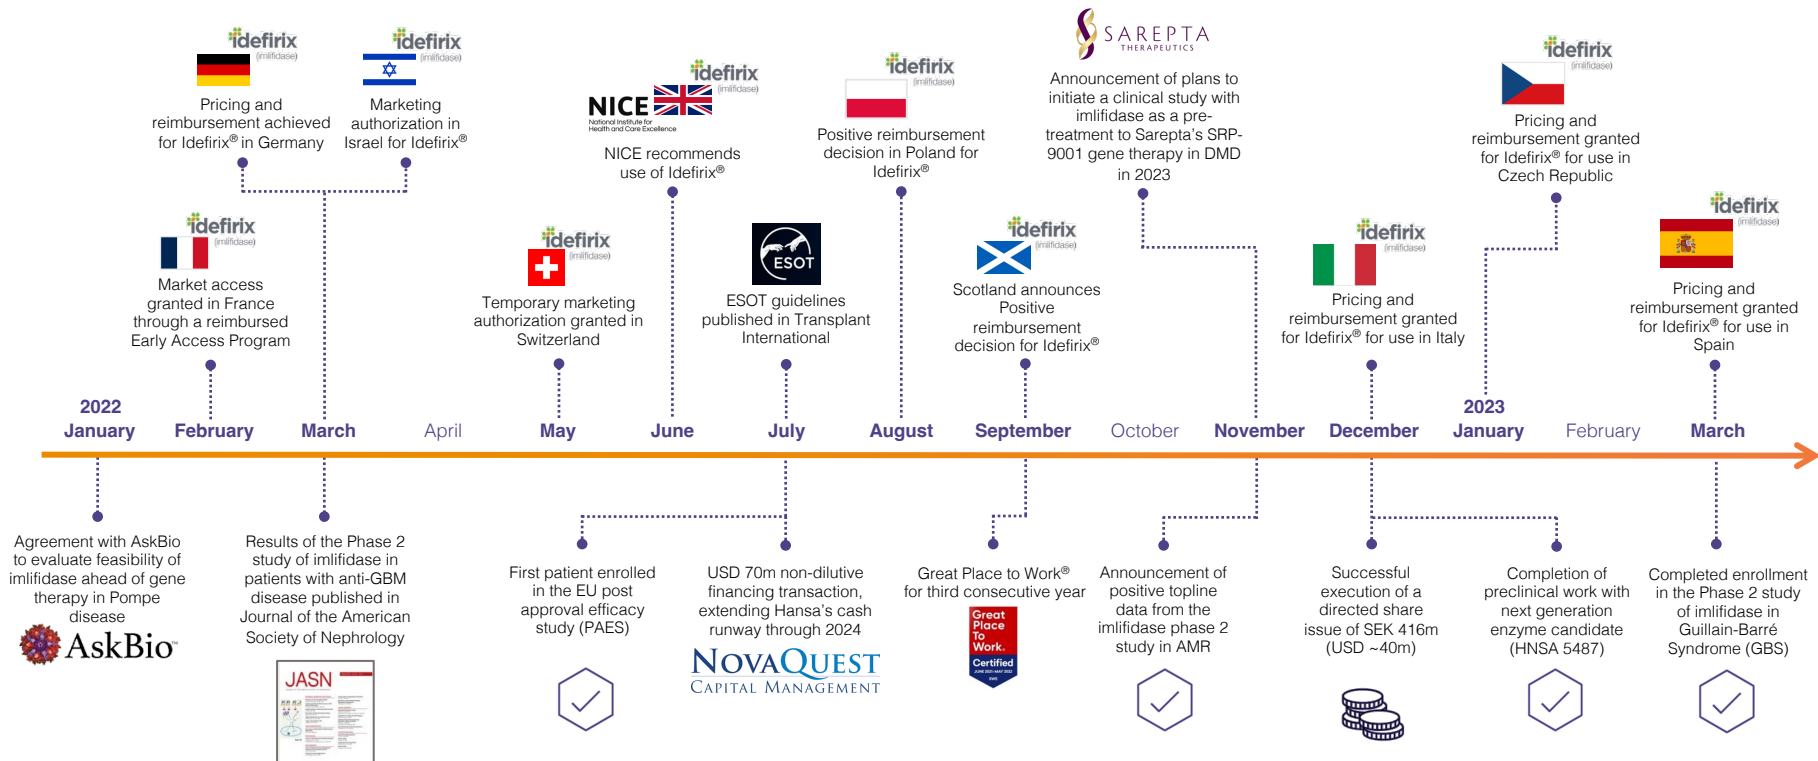 idefirix
(imlifidase)
Pricing and
reimbursement achieved
for Idefirix® in Germany
idefirix
(imlifidase)
Marketing
authorization in
Israel for Idefirix®
NICE
National Institute for
Health and Care Excellence
idefirix
(imlifidase)
NICE recommends
use of Idefirix®
idefirix
(imlifidase)
Positive reimbursement
decision in Poland for
Idefirix®
SAREPTA
THERAPEUTICS
Announcement of plans to
initiate a clinical study with
imlifidase as a pre-
treatment to Sarepta's SRP-
9001 gene therapy in DMD
in 2023
idefirix
(imlifidase)
Pricing and
reimbursement granted
for Idefirix® for use in
Czech Republic
idefirix
(imlifidase)
Market access
granted in France
through a reimbursed
Early Access Program
idefirix
(imlifidase)
Temporary marketing
authorization granted in
Switzerland
ESOT
ESOT guidelines
published in Transplant
International
idefirix
(imlifidase)
Scotland announces
Positive
reimbursement
decision for Idefirix®
idefirix
(imlifidase)
Pricing and
reimbursement granted
for Idefirix® for use in Italy
idefirix
(imlifidase)
Pricing and
reimbursement granted
for Idefirix® for use in
Spain
2022
January
February
March
April
May
June
July
August
September
October
November
December
2023
January
February
March
Agreement with AskBio
to evaluate feasibility of
imlifidase ahead of gene
therapy in Pompe
disease
AskBio™
Results of the Phase 2
study of imlifidase in
patients with anti-GBM
disease published in
Journal of the American
Society of Nephrology
JASN
First patient enrolled
in the EU post
approval efficacy
study (PAES)
USD 70m non-dilutive
financing transaction,
extending Hansa's cash
runway through 2024
NOVAQUEST
CAPITAL MANAGEMENT
Great Place to Work®
for third consecutive year
Great
Place
To
Work.
Certified
Announcement of
positive topline
data from the
imlifidase phase 2
study in AMR
Successful
execution of a
directed share
issue of SEK 416m
(USD ~40m)
Completion of
preclinical work with
next generation
enzyme candidate
(HNSA 5487)
Completed enrollment
in the Phase 2 study
of imlifidase in
Guillain-Barré
Syndrome (GBS)